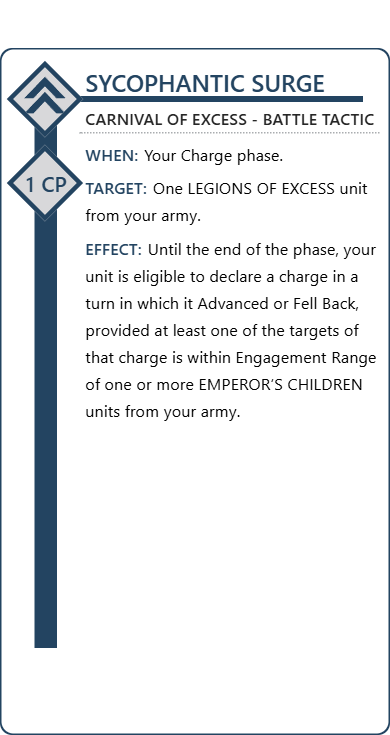 SYCOPHANTIC SURGE
CARNIVAL OF EXCESS - BATTLE TACTIC
1 CP
WHEN: Your Charge phase.
TARGET: One LEGIONS OF EXCESS unit
from your army.
EFFECT: Until the end of the phase, your
unit is eligible to declare a charge in a
turn in which it Advanced or Fell Back,
provided at least one of the targets of
that charge is within Engagement Range
of one or more EMPEROR’S CHILDREN
units from your army.